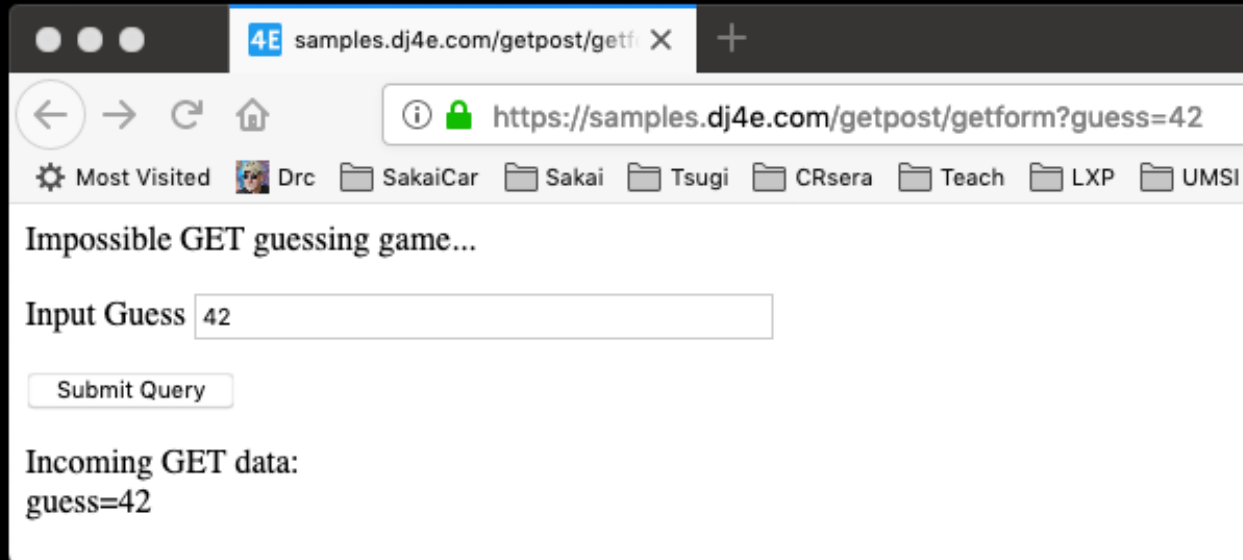 4E samples.dj4e.com/getpost/getf
https://samples.dj4e.com/getpost/getform?guess=42
Most Visited Drc SakaiCar Sakai Tsugi CRsera Teach LXP UMSI
Impossible GET guessing game...
Input Guess 42
Submit Query
Incoming GET data:
guess=42